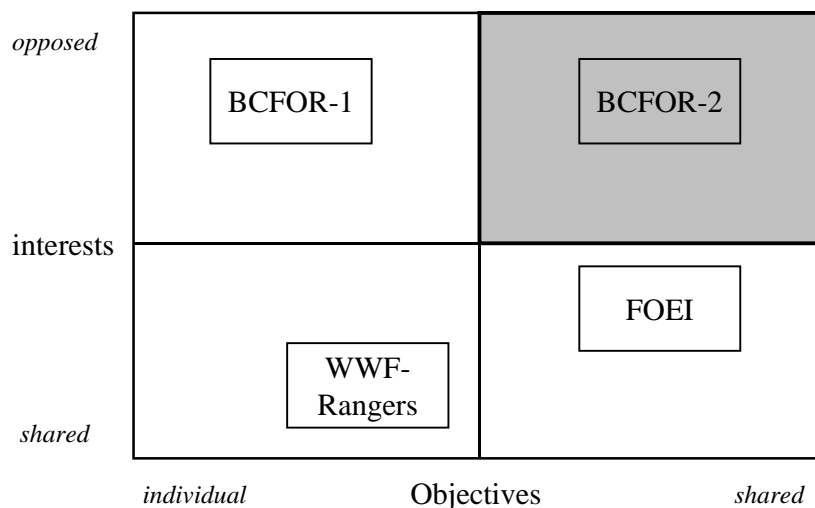 opposed
BCFOR-1
BCFOR-2
interests
FOEI
WWF-
Rangers
shared
individual
Objectives
shared